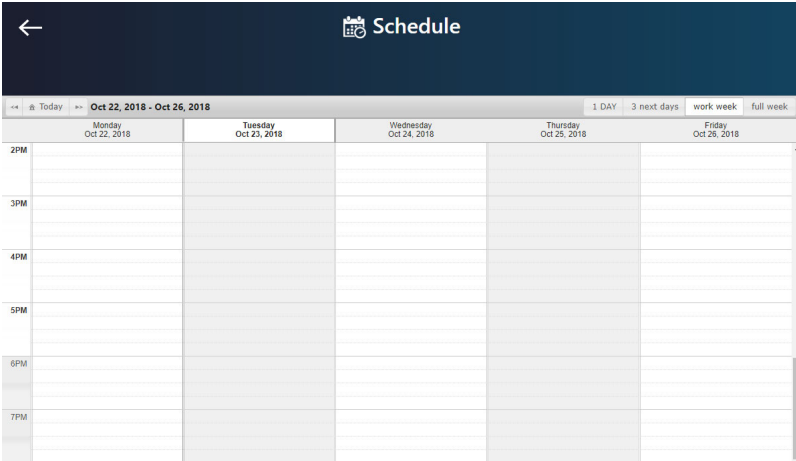 Schedule
Today Oct 22, 2018 - Oct 26, 2018 1 DAY 3 next days work week full week
Monday Tuesday Wednesday Thursday Friday
Oct 22, 2018 Oct 23, 2018 Oct 24, 2018 Oct 25, 2018 Oct 26, 2018
2PM
3PM
4PM
5PM
6PM
7PM